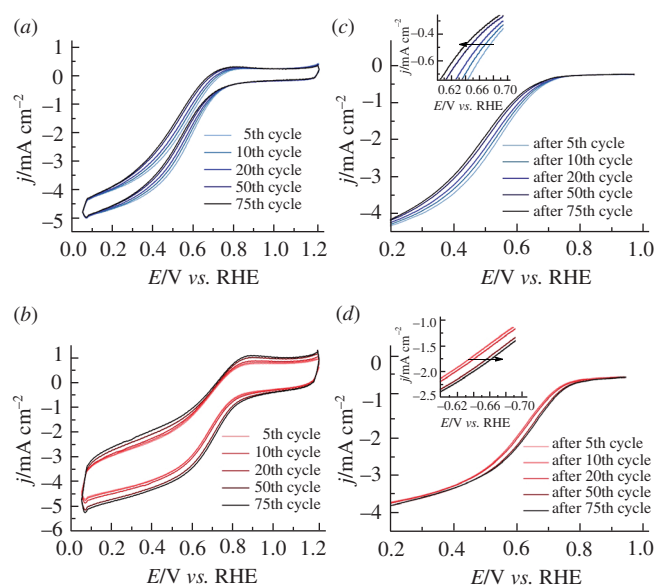 (a)
j/mA cm−2
1
0
−1
−2
−3
−4
−5
5th cycle
10th cycle
20th cycle
50th cycle
75th cycle
0.0 0.2 0.4 0.6 0.8 1.0 1.2
E/V vs. RHE
(c)
j/mA cm−2
−0.4
−0.6
0.62 0.66 0.70
E/V vs. RHE
j/mA cm−2
0
−1
−2
−3
−4
after 5th cycle
after 10th cycle
after 20th cycle
after 50th cycle
after 75th cycle
0.2 0.4 0.6 0.8 1.0
E/V vs. RHE
(b)
j/mA cm−2
1
0
−1
−2
−3
−4
−5
−6
5th cycle
10th cycle
20th cycle
50th cycle
75th cycle
0.0 0.2 0.4 0.6 0.8 1.0 1.2
E/V vs. RHE
(d)
j/mA cm−2
−1.0
−1.5
−2.0
−2.5
−0.62 −0.66 −0.70
E/V vs. RHE
j/mA cm−2
0
−1
−2
−3
−4
after 5th cycle
after 10th cycle
after 20th cycle
after 50th cycle
after 75th cycle
0.2 0.4 0.6 0.8 1.0
E/V vs. RHE